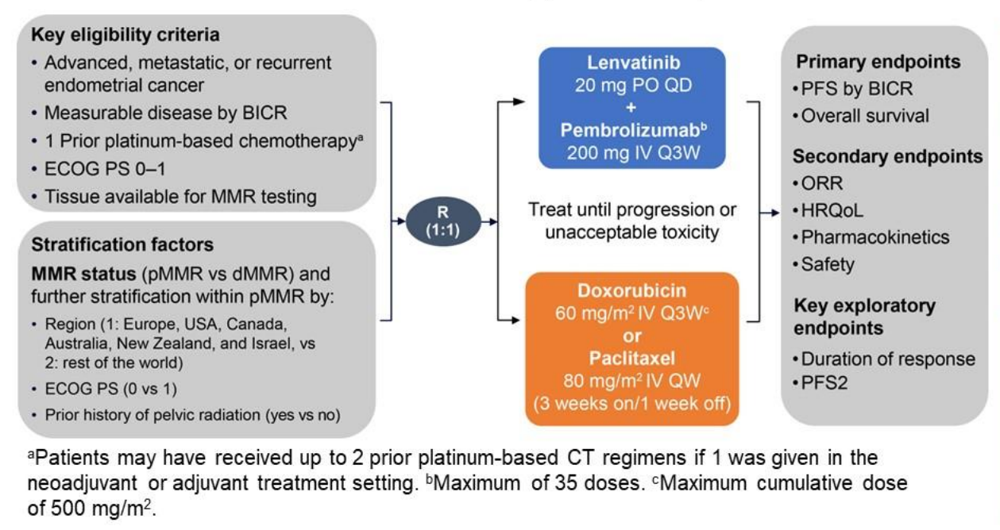 Key eligibility criteria
• Advanced, metastatic, or recurrent
endometrial cancer
• Measurable disease by BICR
• 1 Prior platinum-based chemotherapyᵃ
• ECOG PS 0–1
• Tissue available for MMR testing
Stratification factors
MMR status (pMMR vs dMMR) and
further stratification within pMMR by:
• Region (1: Europe, USA, Canada,
Australia, New Zealand, and Israel, vs
2: rest of the world)
• ECOG PS (0 vs 1)
• Prior history of pelvic radiation (yes vs no)
R
(1:1)
Lenvatinib
20 mg PO QD
+
Pembrolizumabᵇ
200 mg IV Q3W
Treat until progression or
unacceptable toxicity
Doxorubicin
60 mg/m² IV Q3Wᶜ
or
Paclitaxel
80 mg/m² IV QW
(3 weeks on/1 week off)
Primary endpoints
•PFS by BICR
•Overall survival
Secondary endpoints
•ORR
•HRQoL
•Pharmacokinetics
•Safety
Key exploratory
endpoints
•Duration of response
•PFS2
ᵃPatients may have received up to 2 prior platinum-based CT regimens if 1 was given in the
neoadjuvant or adjuvant treatment setting. ᵇMaximum of 35 doses. ᶜMaximum cumulative dose
of 500 mg/m².